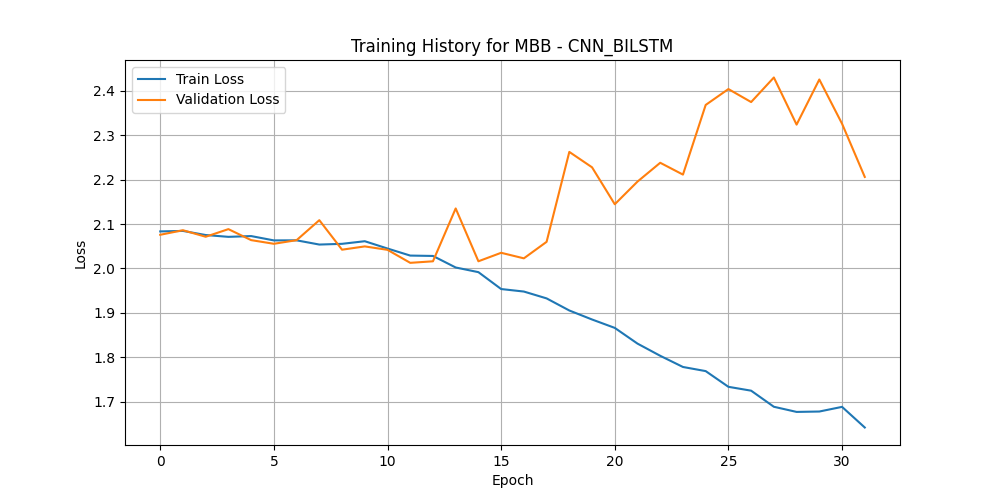 Training History for MBB - CNN_BILSTM
Train Loss
Validation Loss
2.4
2.3
2.2
2.1
2.0
1.9
1.8
1.7
Loss
0 5 10 15 20 25 30
Epoch